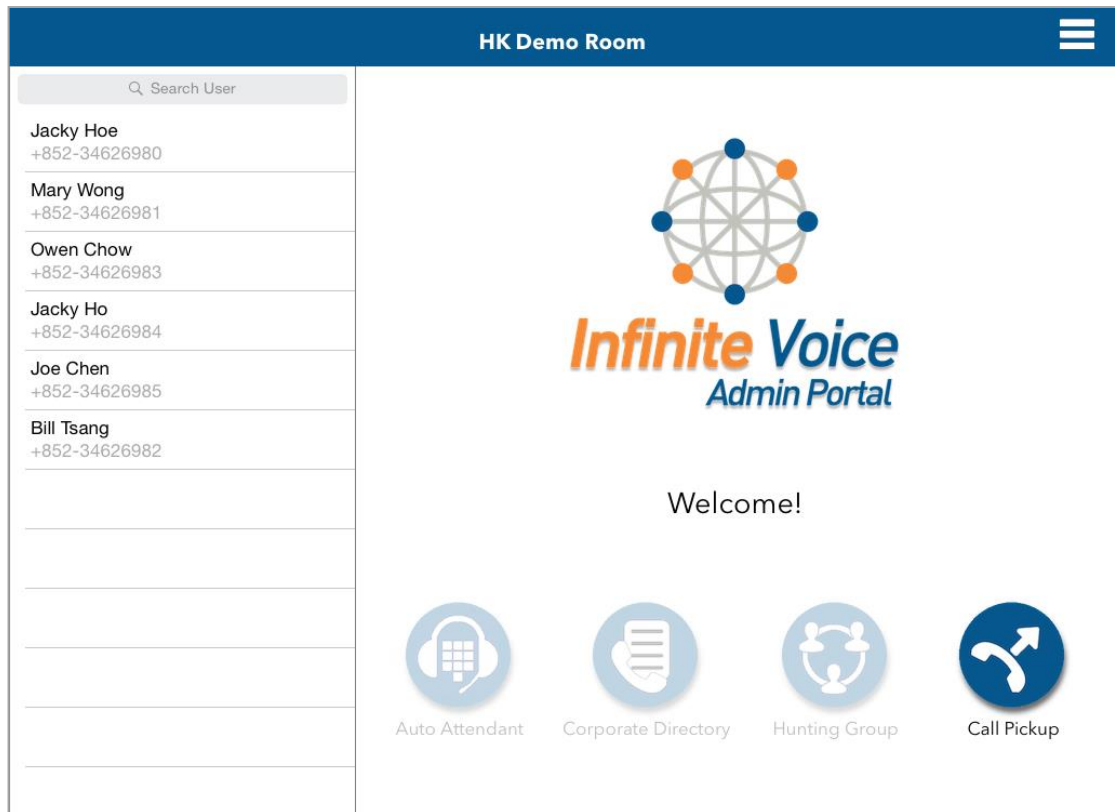 HK Demo Room
Search User
Jacky Hoe
+852-34626980
Mary Wong
+852-34626981
Owen Chow
+852-34626983
Jacky Ho
+852-34626984
Joe Chen
+852-34626985
Bill Tsang
+852-34626982
Infinite Voice
Admin Portal
Welcome!
Auto Attendant
Corporate Directory
Hunting Group
Call Pickup